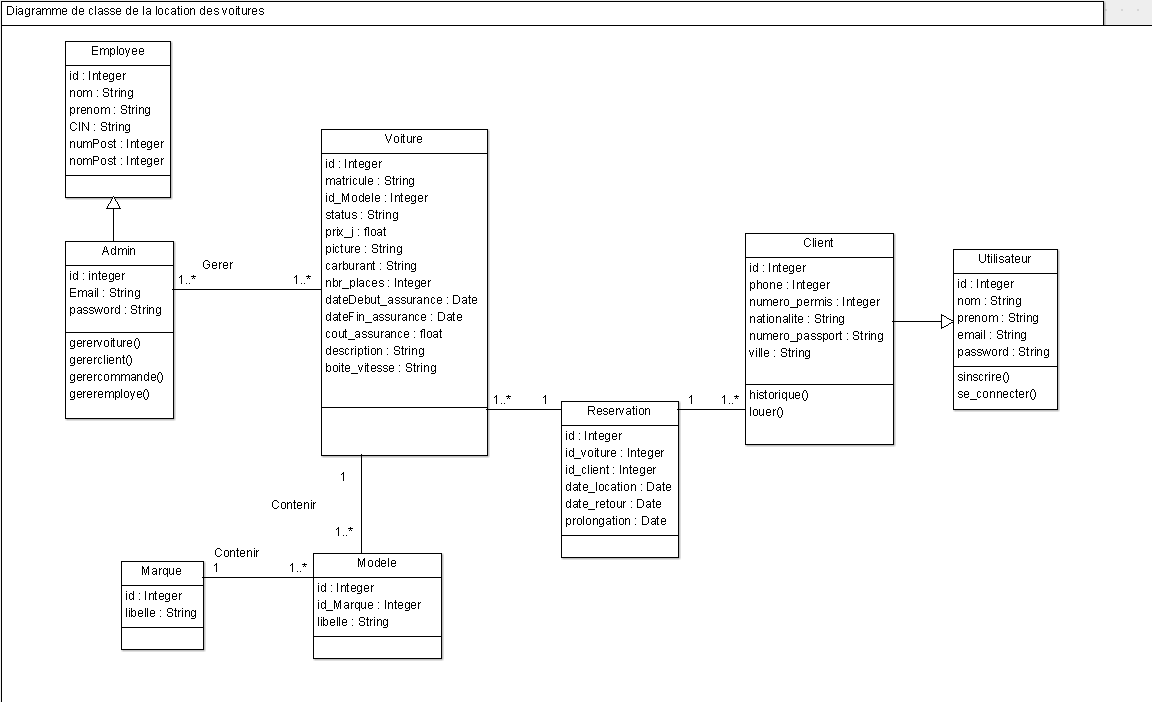 Diagramme de classe de la location des voitures
Employee
id : Integer
nom : String
prenom : String
CIN : String
numPost : Integer
nomPost : Integer
Admin
id : integer
Email : String
password : String
gerervoiture()
gererclient()
gerercommande()
gereremploye()
Gerer
1..*
1..*
Voiture
id : Integer
matricule : String
id_Modele : Integer
status : String
prix_j : float
picture : String
carburant : String
nbr_places : Integer
dateDebut_assurance : Date
dateFin_assurance : Date
cout_assurance : float
description : String
boite_vitesse : String
1..*
1
Reservation
id : Integer
id_voiture : Integer
id_client : Integer
date_location : Date
date_retour : Date
prolongation : Date
1
1..*
Client
id : Integer
phone : Integer
numero_permis : Integer
nationalite : String
numero_passport : String
ville : String
historique()
louer()
Utilisateur
id : Integer
nom : String
prenom : String
email : String
password : String
sinscrire()
se_connecter()
1
Contenir
1..*
Marque
id : Integer
libelle : String
Contenir
1
1..*
Modele
id : Integer
id_Marque : Integer
libelle : String